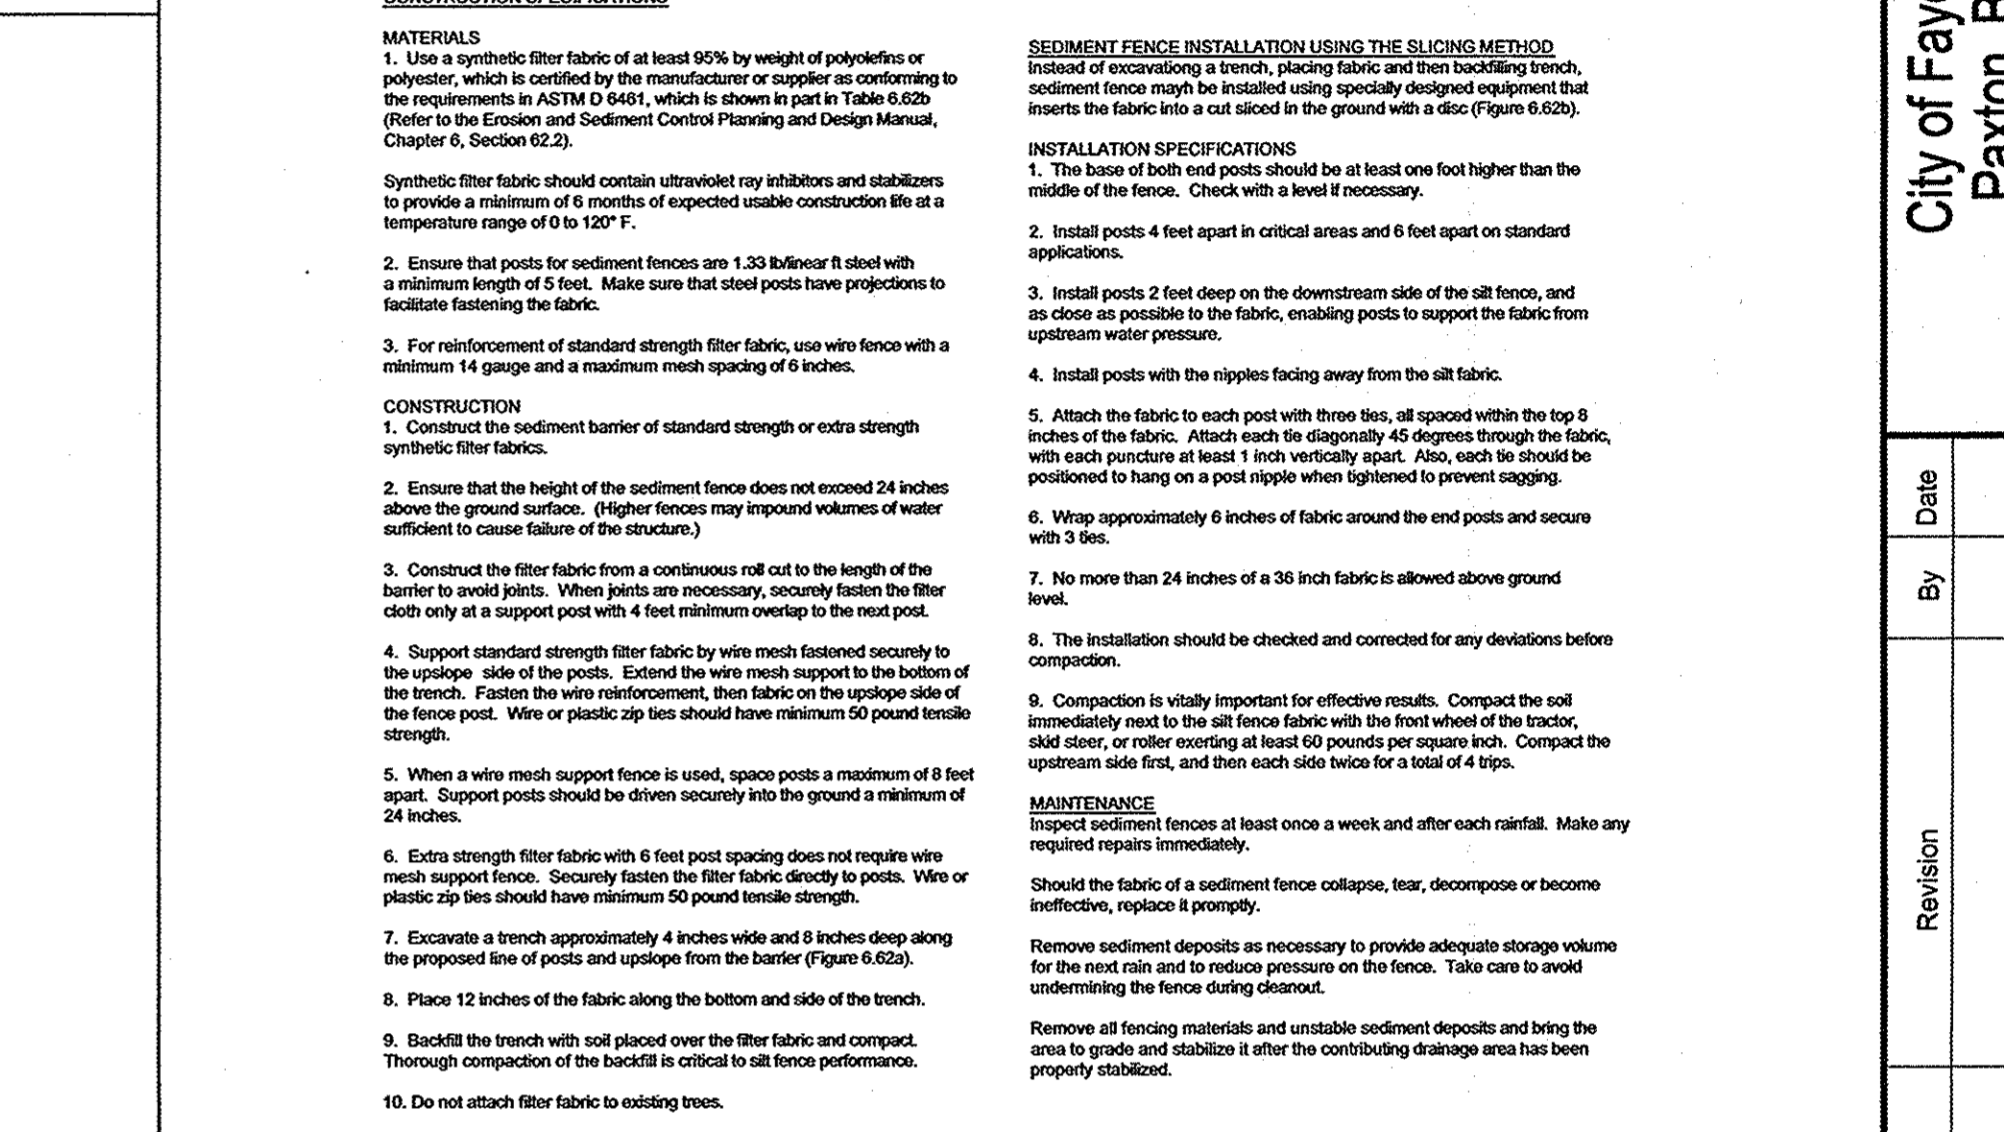 CONSTRUCTION SPECIFICATIONS
MATERIALS
1. Use a synthetic filter fabric of at least 95% by weight of polyolefins or
polyester, which is certified by the manufacturer or supplier as conforming to
the requirements in ASTM D 6461, which is shown in part in Table 6.62b
(Refer to the Erosion and Sediment Control Planning and Design Manual,
Chapter 6, Section 62.2).
Synthetic filter fabric should contain ultraviolet ray inhibitors and stabilizers
to provide a minimum of 6 months of expected usable construction life at a
temperature range of 0 to 120° F.
2. Ensure that posts for sediment fences are 1.33 lb/linear ft steel with
a minimum length of 5 feet. Make sure that steel posts have projections to
facilitate fastening the fabric.
3. For reinforcement of standard strength filter fabric, use wire fence with a
minimum 14 gauge and a maximum mesh spacing of 6 inches.
CONSTRUCTION
1. Construct the sediment barrier of standard strength or extra strength
synthetic filter fabrics.
2. Ensure that the height of the sediment fence does not exceed 24 inches
above the ground surface. (Higher fences may impound volumes of water
sufficient to cause failure of the structure.)
3. Construct the filter fabric from a continuous roll cut to the length of the
barrier to avoid joints. When joints are necessary, securely fasten the filter
cloth only at a support post with 4 feet minimum overlap to the next post.
4. Support standard strength filter fabric by wire mesh fastened securely to
the upslope side of the posts. Extend the wire mesh support to the bottom of
the trench. Fasten the wire reinforcement, then fabric on the upslope side of
the fence post. Wire or plastic zip ties should have minimum 50 pound tensile
strength.
5. When a wire mesh support fence is used, space posts a maximum of 8 feet
apart. Support posts should be driven securely into the ground a minimum of
24 inches.
6. Extra strength filter fabric with 6 feet post spacing does not require wire
mesh support fence. Securely fasten the filter fabric directly to posts. Wire or
plastic zip ties should have minimum 50 pound tensile strength.
7. Excavate a trench approximately 4 inches wide and 8 inches deep along
the proposed line of posts and upslope from the barrier (Figure 6.62a).
8. Place 12 inches of the fabric along the bottom and side of the trench.
9. Backfill the trench with soil placed over the filter fabric and compact.
Thorough compaction of the backfill is critical to silt fence performance.
10. Do not attach filter fabric to existing trees.
SEDIMENT FENCE INSTALLATION USING THE SLICING METHOD
Instead of excavationg a trench, placing fabric and then backfilling trench,
sediment fence mayh be installed using specially designed equipment that
inserts the fabric into a cut sliced in the ground with a disc (Figure 6.62b).
INSTALLATION SPECIFICATIONS
1. The base of both end posts should be at least one foot higher than the
middle of the fence. Check with a level if necessary.
2. Install posts 4 feet apart in critical areas and 6 feet apart on standard
applications.
3. Install posts 2 feet deep on the downstream side of the silt fence, and
as close as possible to the fabric, enabling posts to support the fabric from
upstream water pressure.
4. Install posts with the nipples facing away from the silt fabric.
5. Attach the fabric to each post with three ties, all spaced within the top 8
inches of the fabric. Attach each tie diagonally 45 degrees through the fabric,
with each puncture at least 1 inch vertically apart. Also, each tie should be
positioned to hang on a post nipple when tightened to prevent sagging.
6. Wrap approximately 6 inches of fabric around the end posts and secure
with 3 ties.
7. No more than 24 inches of a 36 inch fabric is allowed above ground
level.
8. The installation should be checked and corrected for any deviations before
compaction.
9. Compaction is vitally important for effective results. Compact the soil
immediately next to the silt fence fabric with the front wheel of the tractor,
skid steer, or roller exerting at least 60 pounds per square inch. Compact the
upstream side first, and then each side twice for a total of 4 trips.
MAINTENANCE
Inspect sediment fences at least once a week and after each rainfall. Make any
required repairs immediately.
Should the fabric of a sediment fence collapse, tear, decompose or become
ineffective, replace it promptly.
Remove sediment deposits as necessary to provide adequate storage volume
for the next rain and to reduce pressure on the fence. Take care to avoid
undermining the fence during cleanout.
Remove all fencing materials and unstable sediment deposits and bring the
area to grade and stabilize it after the contributing drainage area has been
properly stabilized.
City of Fay
Paxton
Date
By
Revision